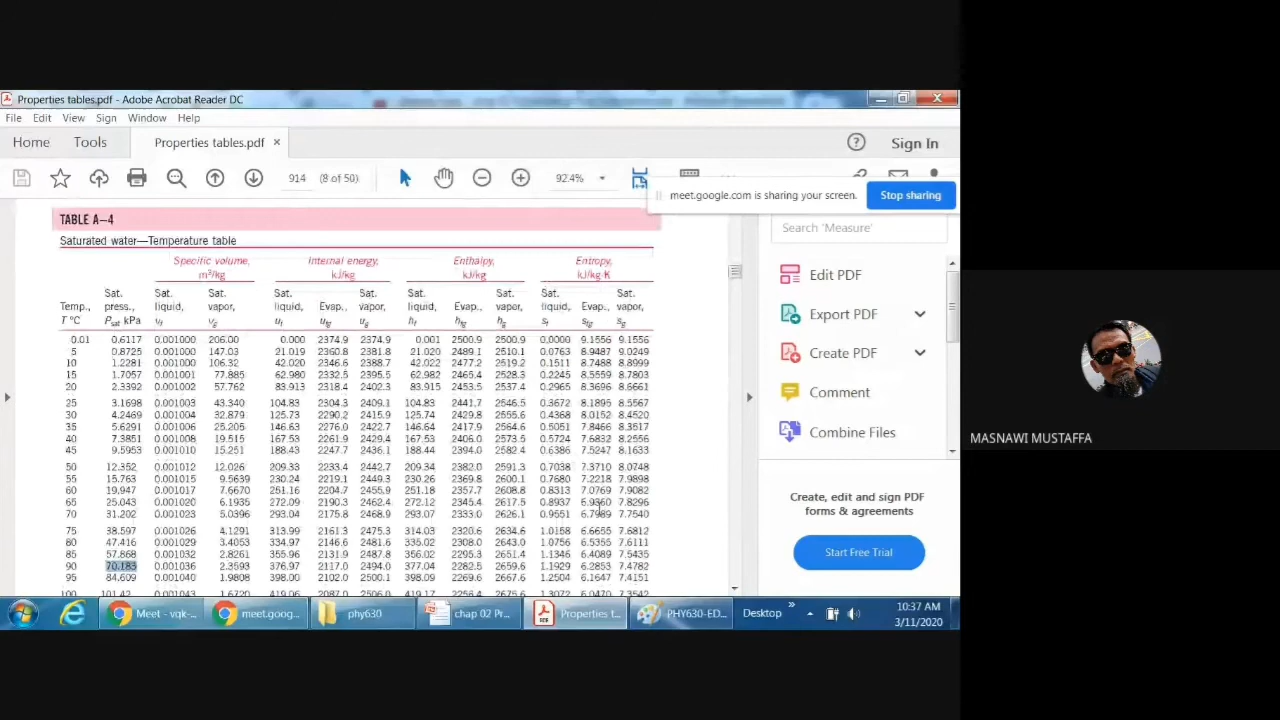 Properties tables.pdf - Adobe Acrobat Reader DC
File Edit View Sign Window Help
Home Tools Properties tables.pdf × Sign In
914 (8 of 50) 92.4%
meet.google.com is sharing your screen. Stop sharing
TABLE A–4
Saturated water—Temperature table
Specific volume, m³/kg Internal energy, kJ/kg Enthalpy, kJ/kg Entropy, kJ/kg·K
Temp., T °C Sat. press., Psat kPa Sat. liquid, vf Sat. vapor, vg Sat. liquid, uf Evap., ufg Sat. vapor, ug Sat. liquid, hf Evap., hfg Sat. vapor, hg Sat. liquid, sf Evap., sfg Sat. vapor, sg
0.01 0.6117 0.001000 206.00 0.000 2374.9 2374.9 0.001 2500.9 2500.9 0.0000 9.1556 9.1556
5 0.8725 0.001000 147.03 21.019 2360.8 2381.8 21.020 2489.1 2510.1 0.0763 8.9487 9.0249
10 1.2281 0.001000 106.32 42.020 2346.6 2388.7 42.022 2477.2 2519.2 0.1511 8.7488 8.8999
15 1.7057 0.001001 77.885 62.980 2332.5 2395.5 62.982 2465.4 2528.3 0.2245 8.5559 8.7803
20 2.3392 0.001002 57.762 83.913 2318.4 2402.3 83.915 2453.5 2537.4 0.2965 8.3696 8.6661
25 3.1698 0.001003 43.340 104.83 2304.3 2409.1 104.83 2441.7 2546.5 0.3672 8.1895 8.5567
30 4.2469 0.001004 32.879 125.73 2290.2 2415.9 125.74 2429.8 2555.6 0.4368 8.0152 8.4520
35 5.6291 0.001006 25.205 146.63 2276.0 2422.7 146.64 2417.9 2564.6 0.5051 7.8466 8.3517
40 7.3851 0.001008 19.515 167.53 2261.9 2429.4 167.53 2406.0 2573.5 0.5724 7.6832 8.2556
45 9.5953 0.001010 15.251 188.43 2247.7 2436.1 188.44 2394.0 2582.4 0.6386 7.5247 8.1633
50 12.352 0.001012 12.026 209.33 2233.4 2442.7 209.34 2382.0 2591.3 0.7038 7.3710 8.0748
55 15.763 0.001015 9.5639 230.24 2219.1 2449.3 230.26 2369.8 2600.1 0.7680 7.2218 7.9898
60 19.947 0.001017 7.6670 251.16 2204.7 2455.9 251.18 2357.7 2608.8 0.8313 7.0769 7.9082
65 25.043 0.001020 6.1935 272.09 2190.3 2462.4 272.12 2345.4 2617.5 0.8937 6.9360 7.8296
70 31.202 0.001023 5.0396 293.04 2175.8 2468.9 293.07 2333.0 2626.1 0.9551 6.7989 7.7540
75 38.597 0.001026 4.1291 313.99 2161.3 2475.3 314.03 2320.6 2634.6 1.0158 6.6655 7.6812
80 47.416 0.001029 3.4053 334.97 2146.6 2481.6 335.02 2308.0 2643.0 1.0756 6.5355 7.6111
85 57.868 0.001032 2.8261 355.96 2131.9 2487.8 356.02 2295.3 2651.4 1.1346 6.4089 7.5435
90 70.183 0.001036 2.3593 376.97 2117.0 2494.0 377.04 2282.5 2659.6 1.1929 6.2853 7.4782
95 84.609 0.001040 1.9808 398.00 2102.0 2500.1 398.09 2269.6 2667.6 1.2504 6.1647 7.4151
100 101.42 0.001043 1.6720 419.06 2087.0 2506.0 419.17 2256.4 2675.6 1.3072 6.0470 7.3542
Search 'Measure'
Edit PDF
Export PDF
Create PDF
Comment
Combine Files
Create, edit and sign PDF
forms & agreements
Start Free Trial
MASNAWI MUSTAFFA
Meet - vgk-... meet.goog... phy630 chap 02 Pr... Properties t... PHY630-ED... Desktop » 10:37 AM
3/11/2020